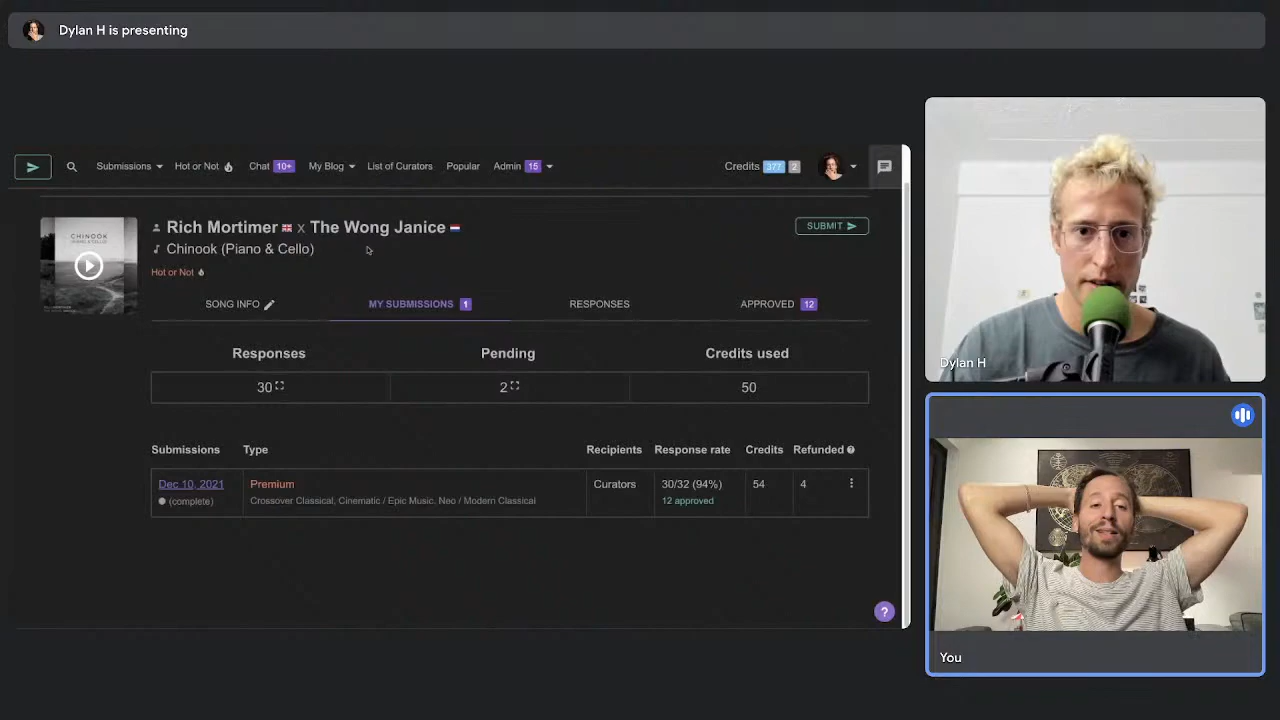 Dylan H is presenting
Submissions Hot or Not Chat 10+ My Blog List of Curators Popular Admin 15 Credits 377 2
CHINOOK
Rich Mortimer x The Wong Janice
Chinook (Piano & Cello)
Hot or Not
SUBMIT
SONG INFO MY SUBMISSIONS 1 RESPONSES APPROVED 12
Responses Pending Credits used
30 2 50
Submissions Type Recipients Response rate Credits Refunded ?
Dec 10, 2021 Premium Curators 30/32 (94%) 54 4
(complete) Crossover Classical, Cinematic / Epic Music, Neo / Modern Classical 12 approved
?
Dylan H
You